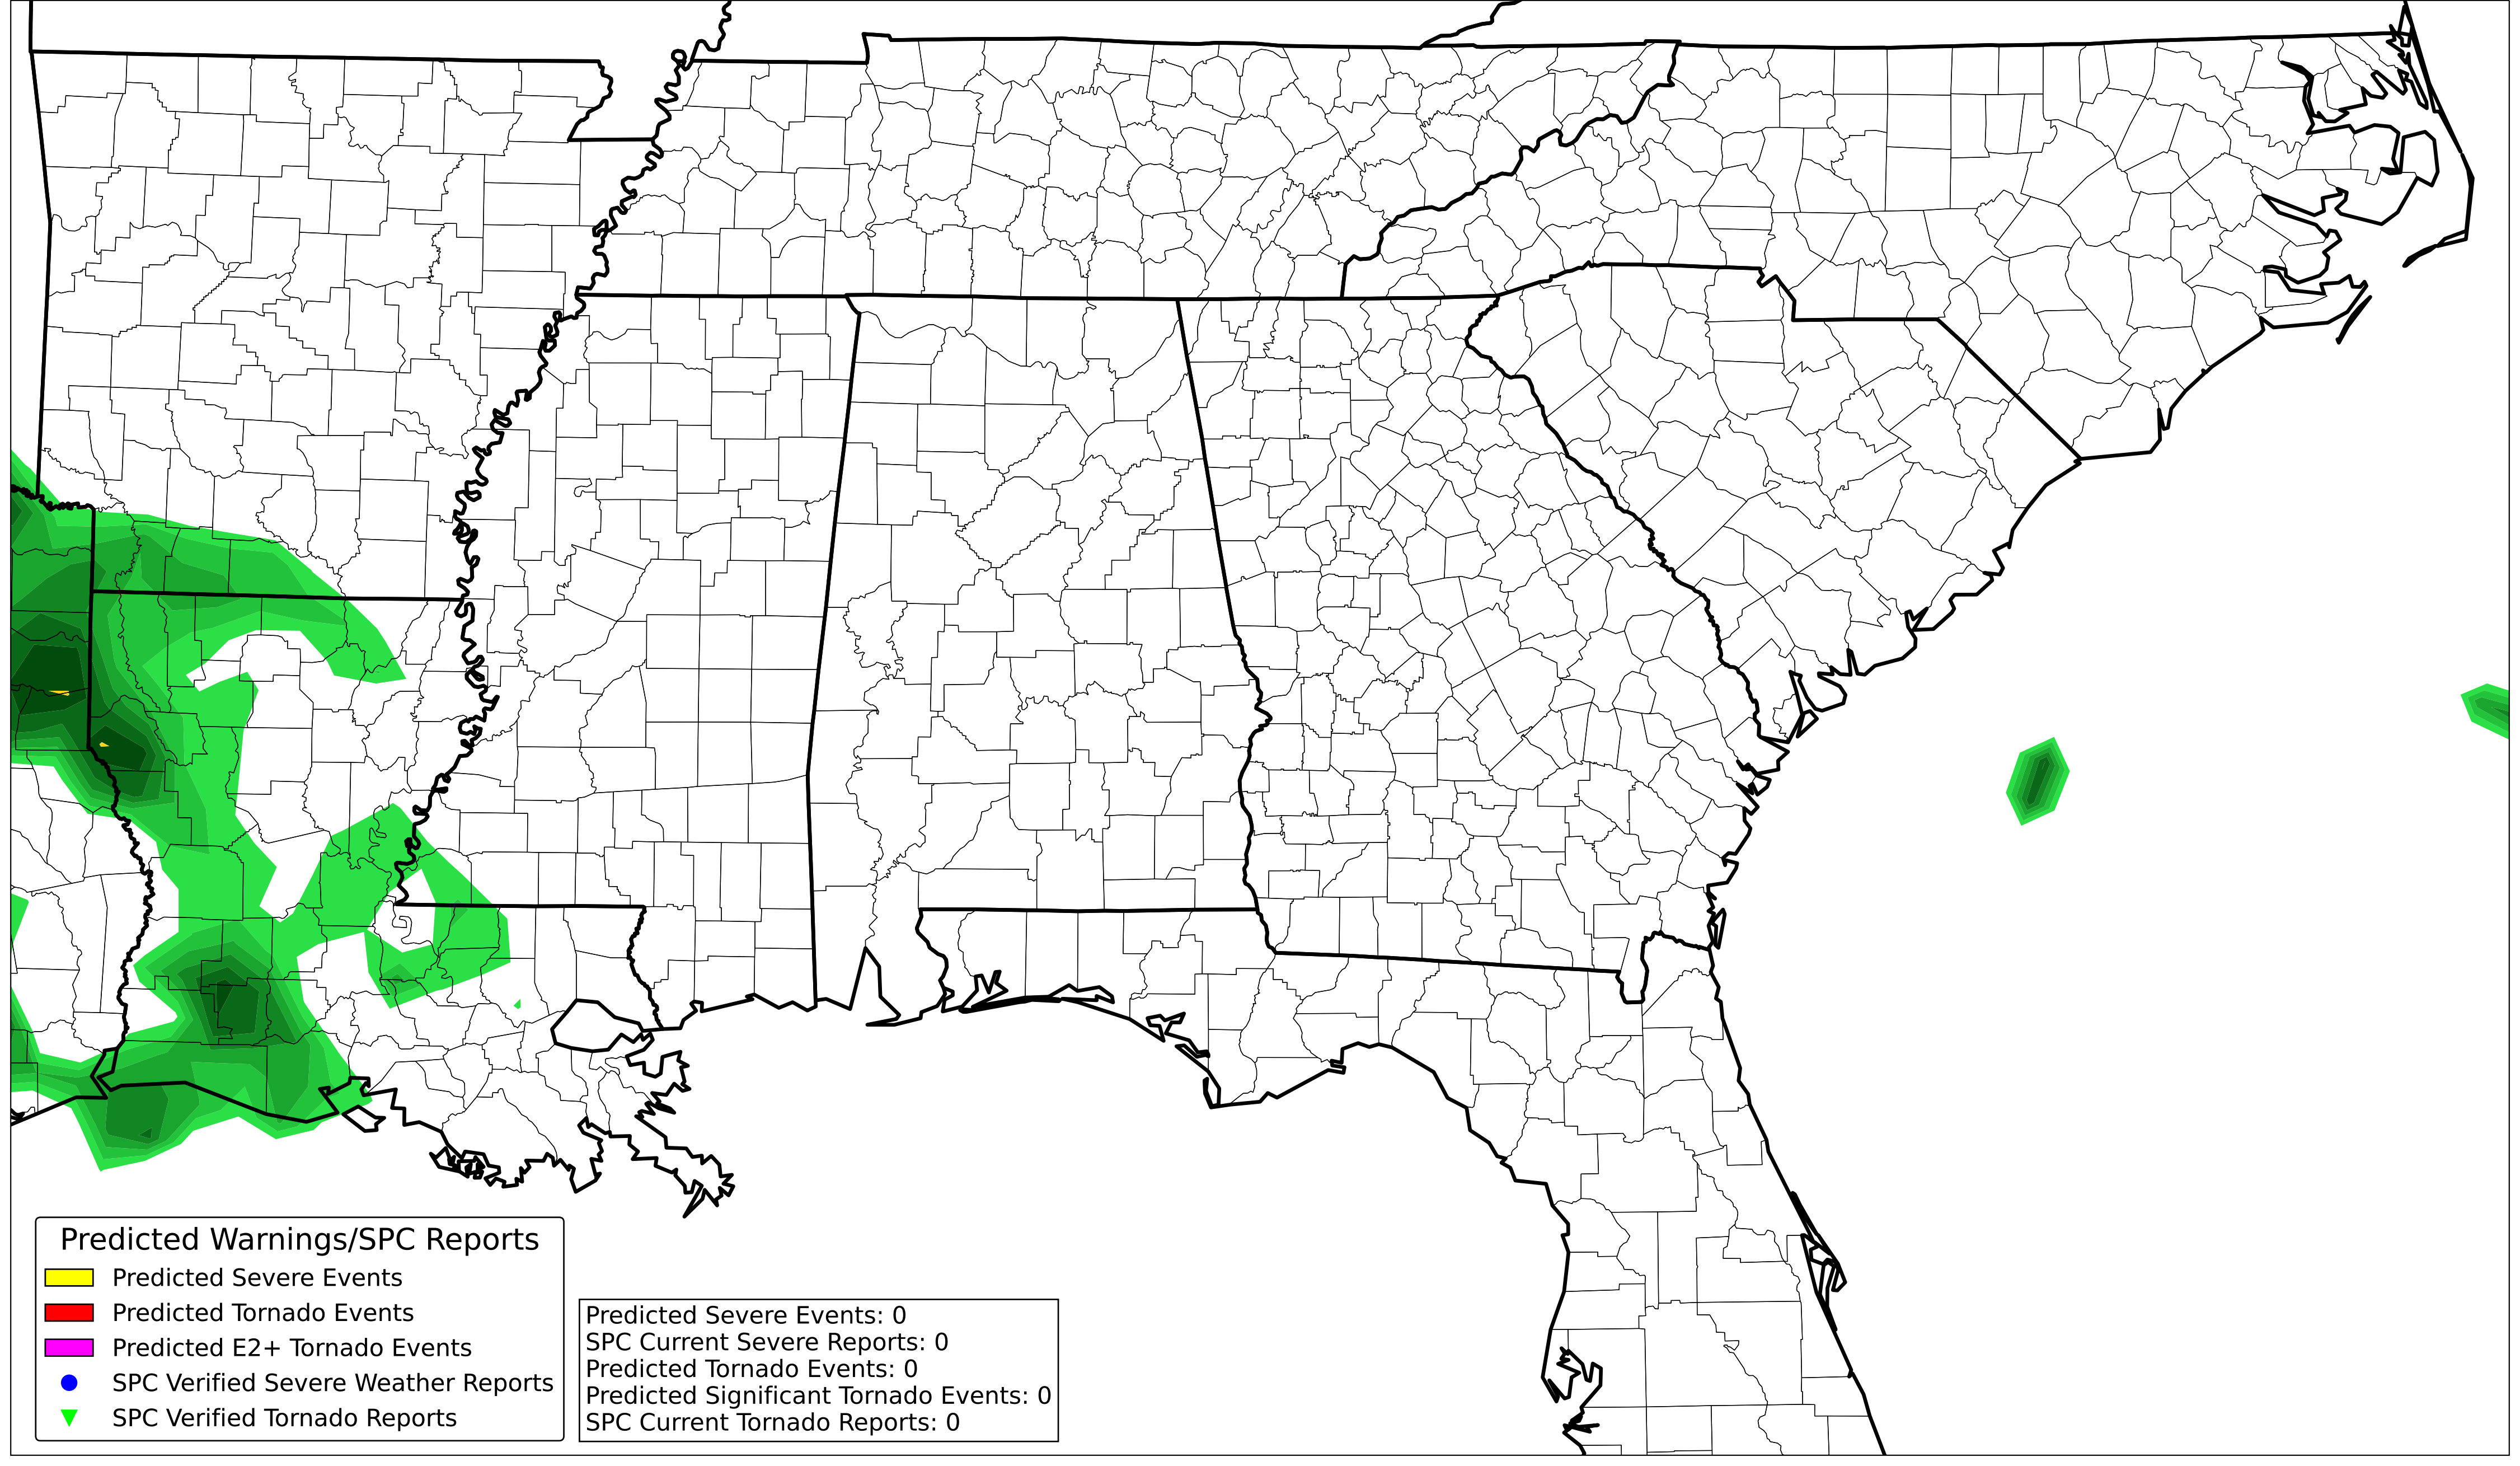 Predicted Warnings/SPC Reports
Predicted Severe Events
Predicted Tornado Events
Predicted E2+ Tornado Events
SPC Verified Severe Weather Reports
SPC Verified Tornado Reports
Predicted Severe Events: 0
SPC Current Severe Reports: 0
Predicted Tornado Events: 0
Predicted Significant Tornado Events: 0
SPC Current Tornado Reports: 0